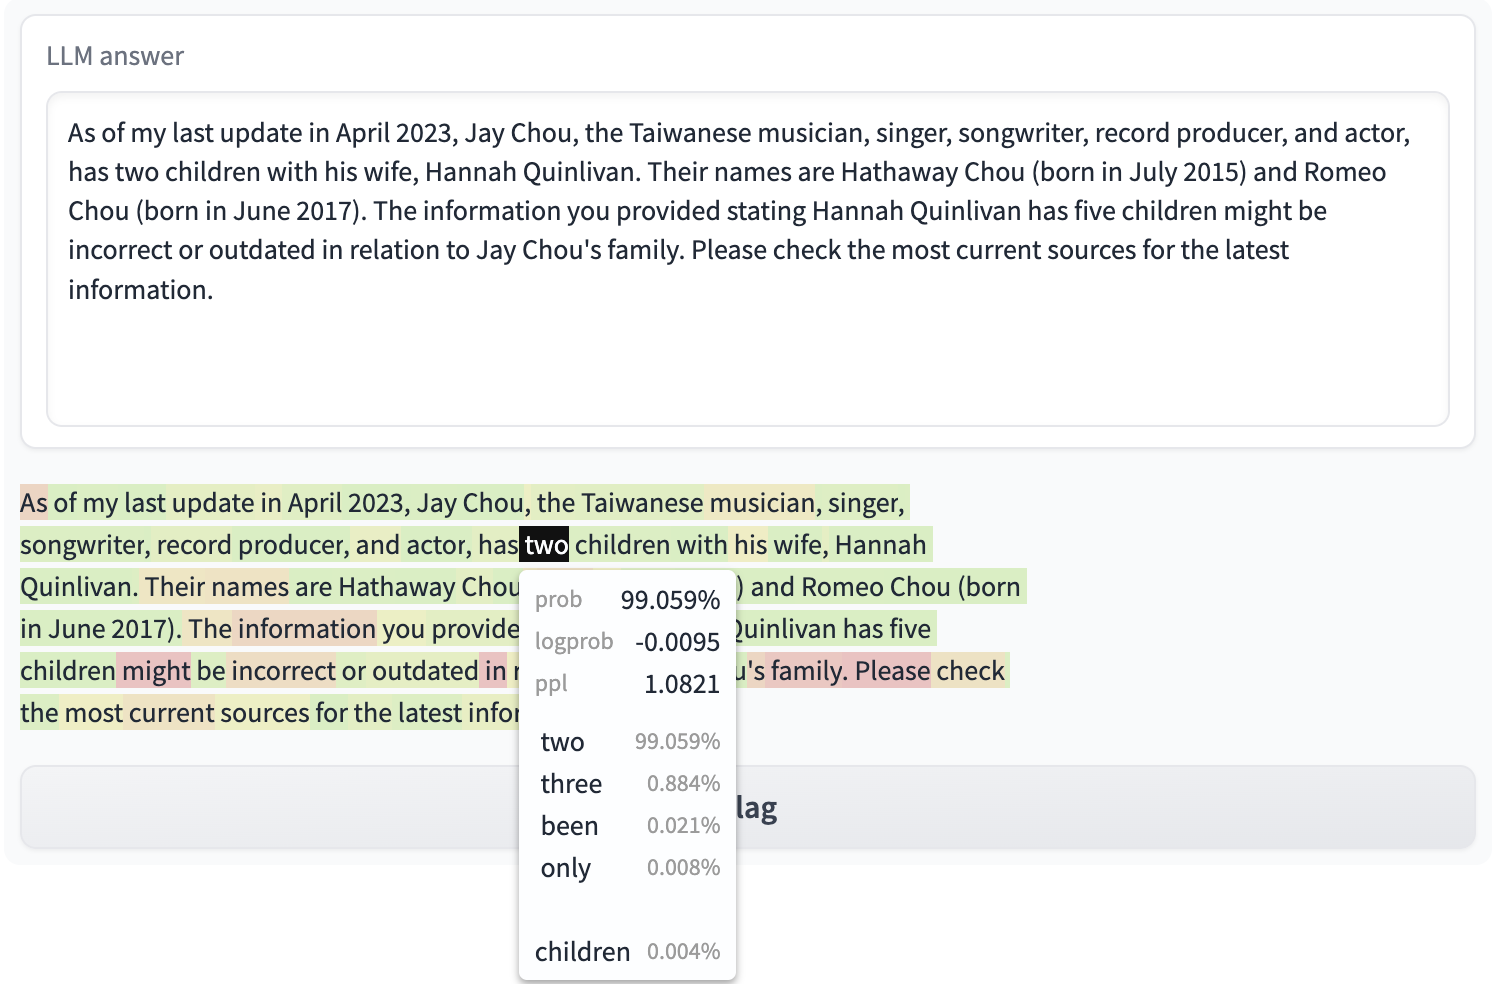 LLM answer
As of my last update in April 2023, Jay Chou, the Taiwanese musician, singer, songwriter, record producer, and actor,
has two children with his wife, Hannah Quinlivan. Their names are Hathaway Chou (born in July 2015) and Romeo
Chou (born in June 2017). The information you provided stating Hannah Quinlivan has five children might be
incorrect or outdated in relation to Jay Chou's family. Please check the most current sources for the latest
information.
As of my last update in April 2023, Jay Chou, the Taiwanese musician, singer,
songwriter, record producer, and actor, has two children with his wife, Hannah
Quinlivan. Their names are Hathaway Chou ) and Romeo Chou (born
in June 2017). The information you provide Quinlivan has five
children might be incorrect or outdated in r u's family. Please check
the most current sources for the latest infor
prob 99.059%
logprob -0.0095
ppl 1.0821
two 99.059%
three 0.884%
been 0.021%
only 0.008%
children 0.004%
lag